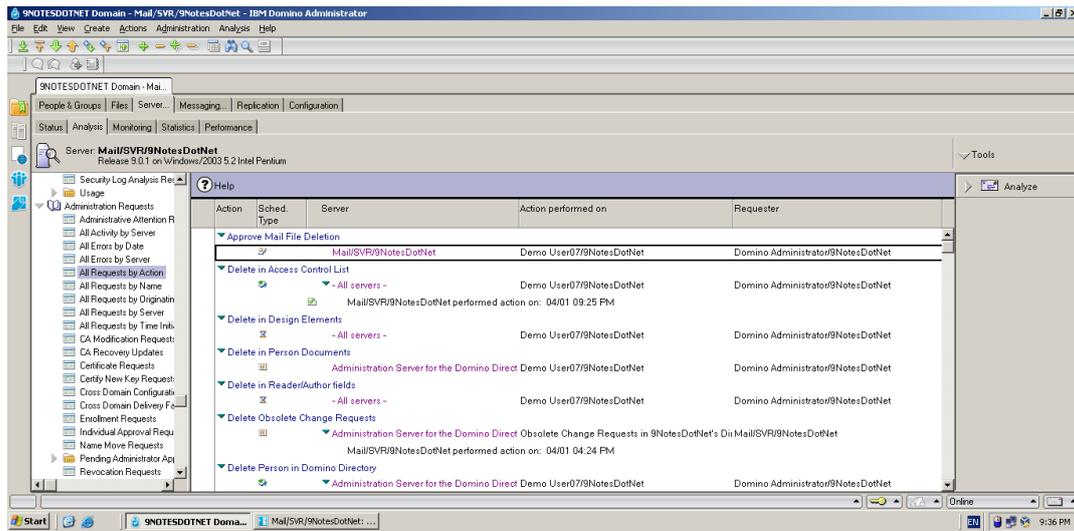 9NOTESDOTNET Domain - Mail/SVR/9NotesDotNet - IBM Domino Administrator
File Edit View Create Actions Administration Analysis Help
9NOTESDOTNET Domain - Mai...
People & Groups Files Server... Messaging... Replication Configuration
Status Analysis Monitoring Statistics Performance
Server: Mail/SVR/9NotesDotNet
Release 9.0.1 on Windows/2003 5.2 Intel Pentium
Tools
Analyze
Security Log Analysis Res
Usage
Administration Requests
Administrative Attention R
All Activity by Server
All Errors by Date
All Errors by Server
All Requests by Action
All Requests by Name
All Requests by Originatin
All Requests by Server
All Requests by Time Initi
CA Modification Requests
CA Recovery Updates
Certificate Requests
Certify New Key Requests
Cross Domain Configurati
Cross Domain Delivery Fa
Enrollment Requests
Individual Approval Requ
Name Move Requests
Pending Administrator App
Revocation Requests
Help
Action Sched. Type Server Action performed on Requester
Approve Mail File Deletion
Mail/SVR/9NotesDotNet Demo User07/9NotesDotNet Domino Administrator/9NotesDotNet
Delete in Access Control List
- All servers - Demo User07/9NotesDotNet Domino Administrator/9NotesDotNet
Mail/SVR/9NotesDotNet performed action on: 04/01 09:25 PM
Delete in Design Elements
- All servers - Demo User07/9NotesDotNet Domino Administrator/9NotesDotNet
Delete in Person Documents
Administration Server for the Domino Direct Demo User07/9NotesDotNet Domino Administrator/9NotesDotNet
Delete in Reader/Author fields
- All servers - Demo User07/9NotesDotNet Domino Administrator/9NotesDotNet
Delete Obsolete Change Requests
Administration Server for the Domino Direct Obsolete Change Requests in 9NotesDotNet's Dir Mail/SVR/9NotesDotNet
Mail/SVR/9NotesDotNet performed action on: 04/01 04:24 PM
Delete Person in Domino Directory
Administration Server for the Domino Direct Demo User07/9NotesDotNet Domino Administrator/9NotesDotNet
Online
Start 9NOTESDOTNET Doma... Mail/SVR/9NotesDotNet: ... EN 9:36 PM